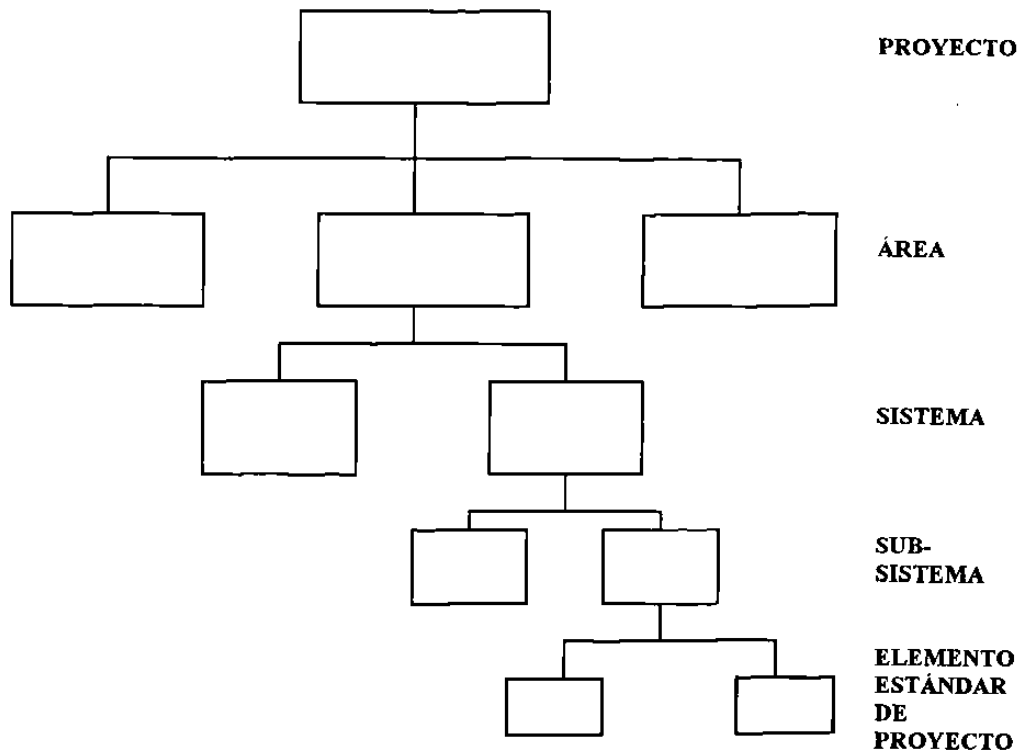 PROYECTO
ÁREA
SISTEMA
SUB-
SISTEMA
ELEMENTO
ESTÁNDAR
DE
PROYECTO